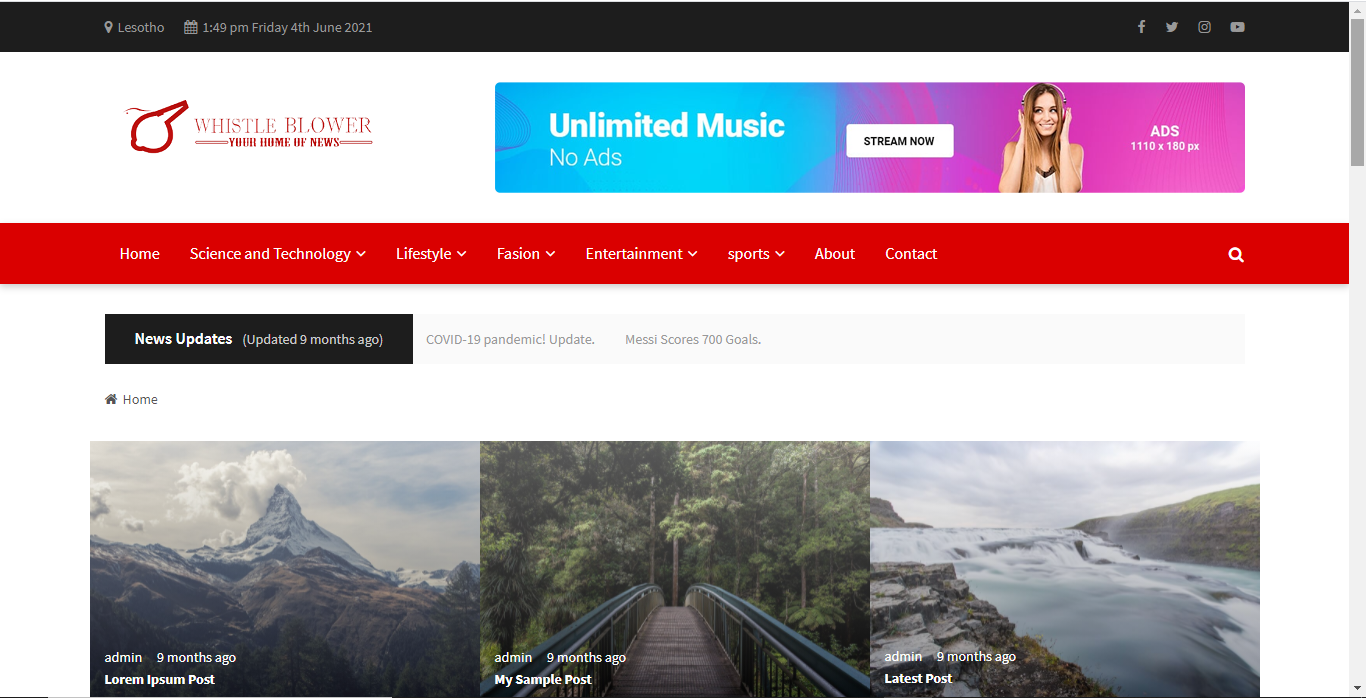 Lesotho 1:49 pm Friday 4th June 2021
WHISTLE BLOWER
YOUR HOME OF NEWS
Unlimited Music
No Ads
STREAM NOW
ADS
1110 x 180 px
Home Science and Technology Lifestyle Fasion Entertainment sports About Contact
News Updates (Updated 9 months ago) COVID-19 pandemic! Update. Messi Scores 700 Goals.
Home
admin 9 months ago
Lorem Ipsum Post
admin 9 months ago
My Sample Post
admin 9 months ago
Latest Post